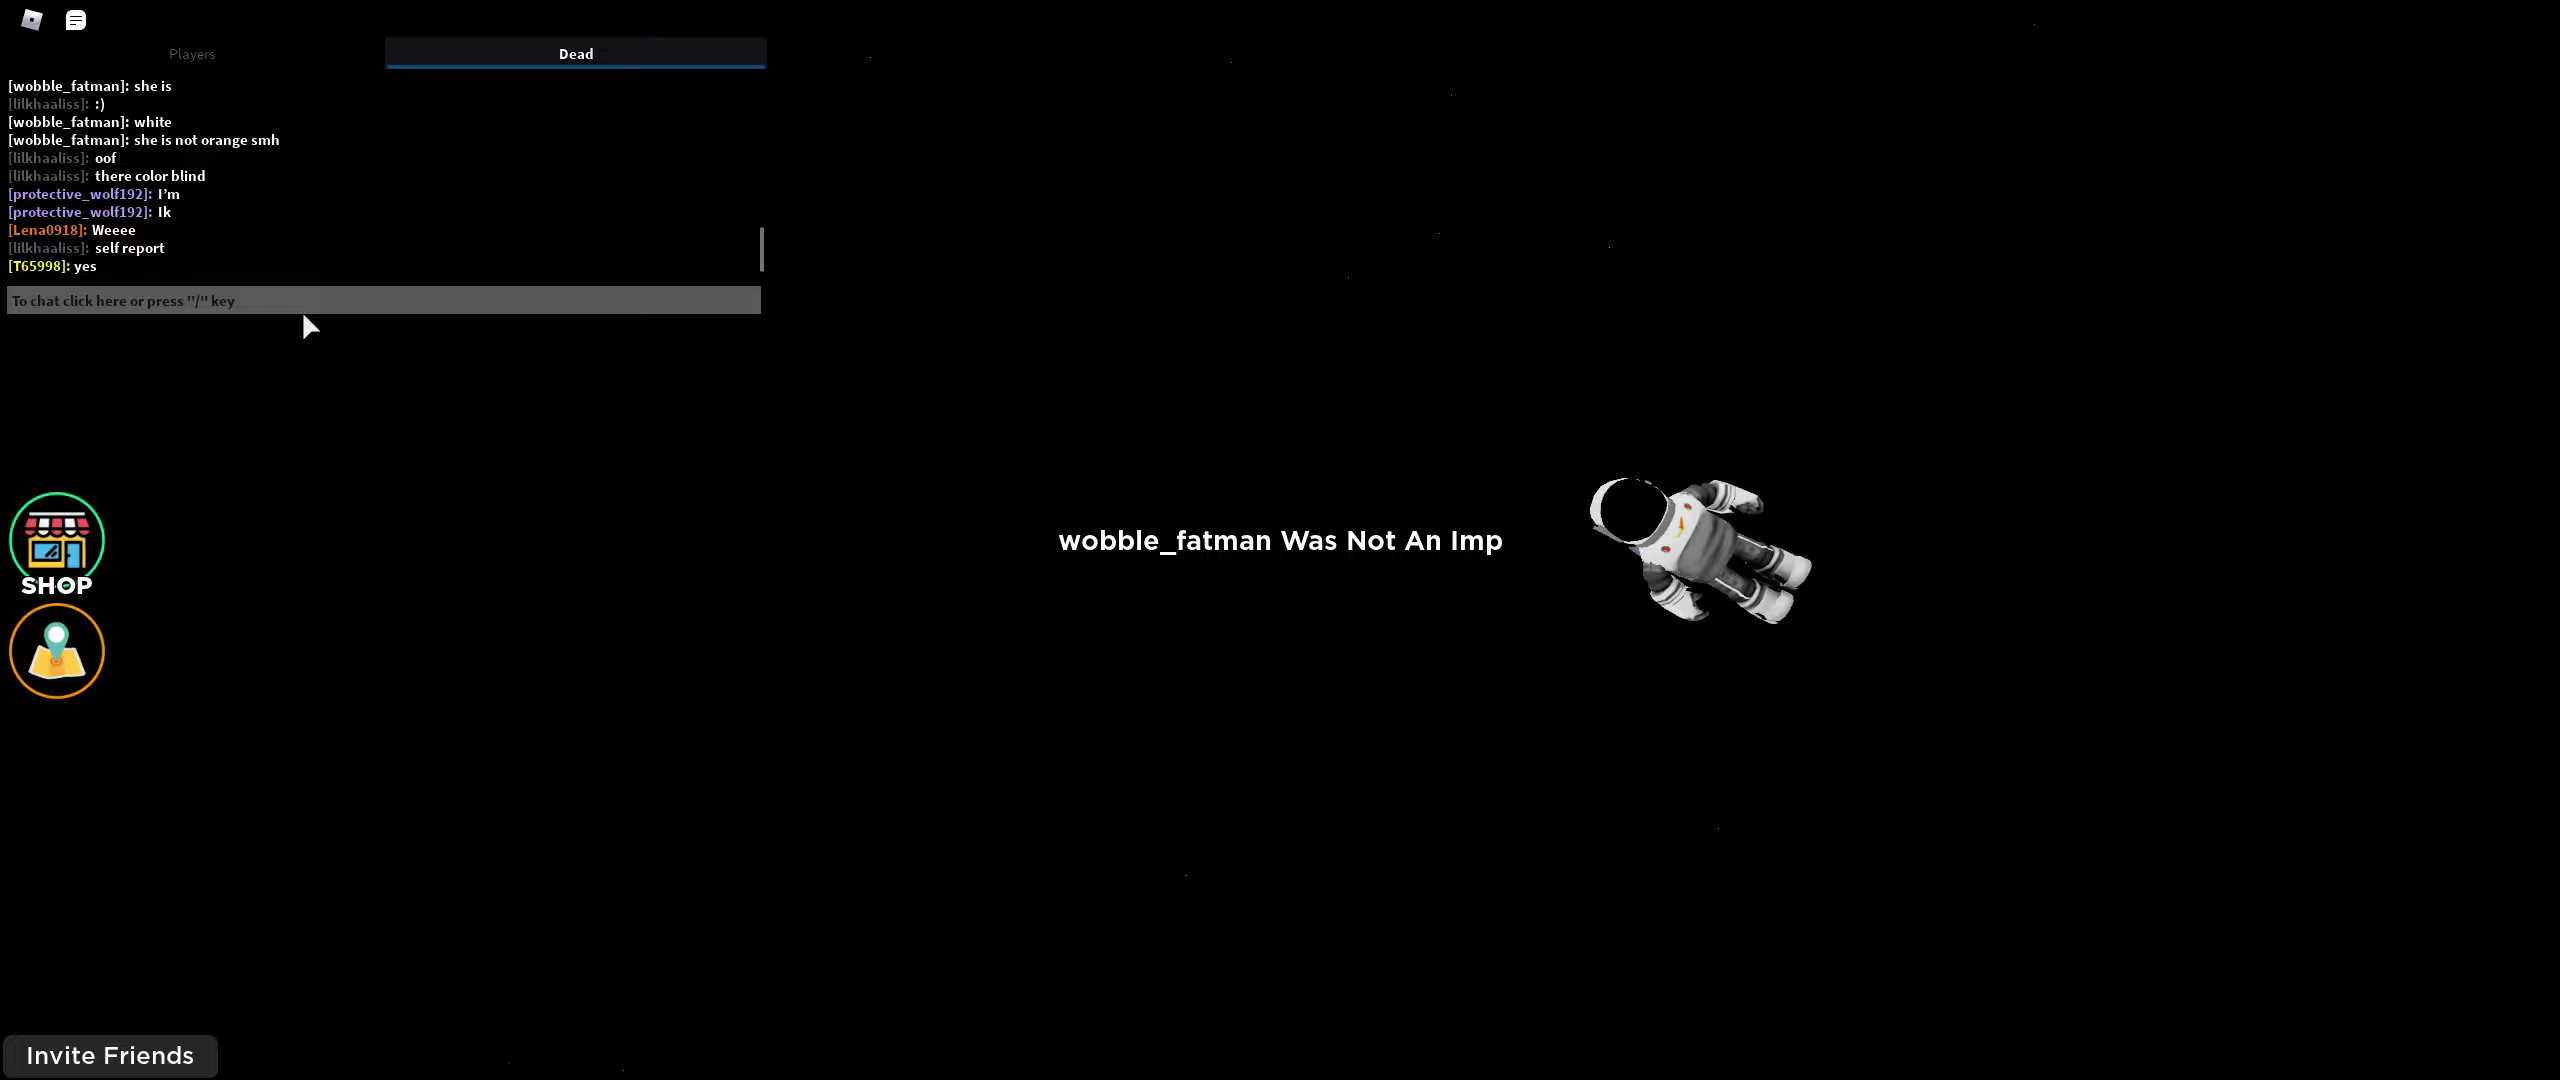 Players
Dead
[wobble_fatman]: she is
[lilkhaaliss]: :)
[wobble_fatman]: white
[wobble_fatman]: she is not orange smh
[lilkhaaliss]: oof
[lilkhaaliss]: there color blind
[protective_wolf192]: I'm
[protective_wolf192]: Ik
[Lena0918]: Weeee
[lilkhaaliss]: self report
[T65998]: yes
To chat click here or press "/" key
SHOP
wobble_fatman Was Not An Imp
Invite Friends